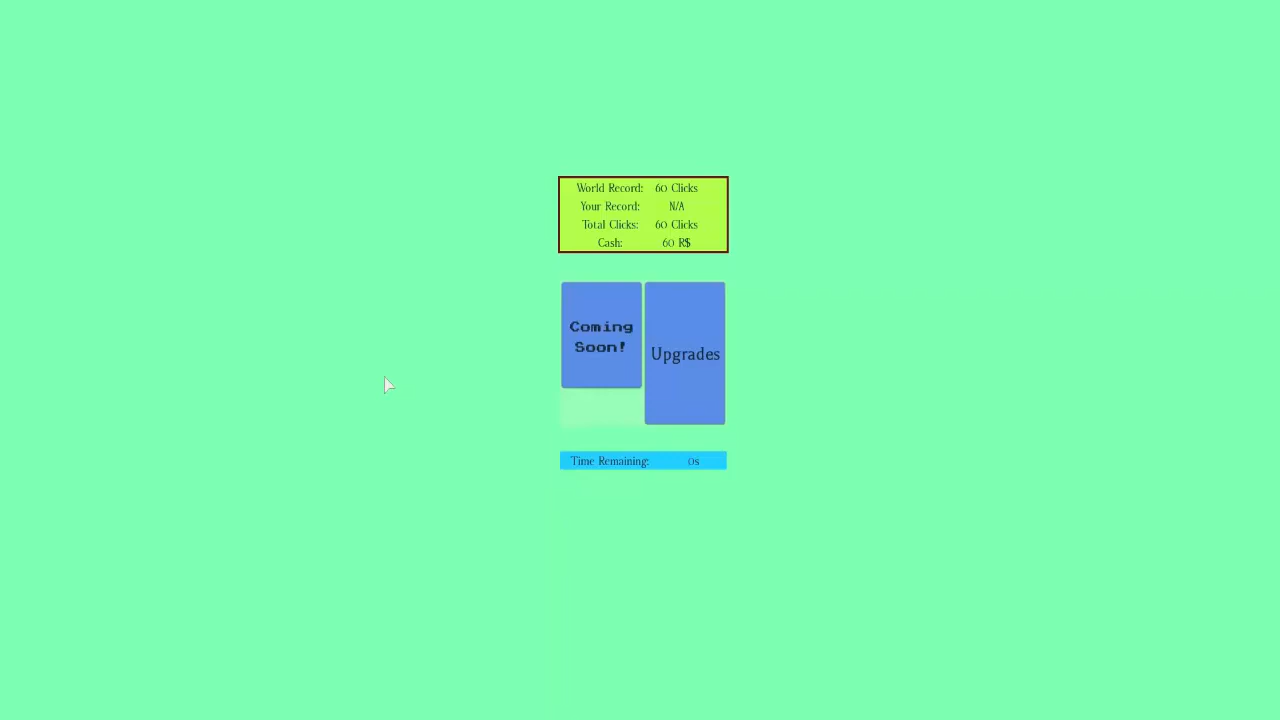 World Record: 60 Clicks
Your Record: N/A
Total Clicks: 60 Clicks
Cash: 60 R$
Coming
Soon!
Upgrades
Time Remaining: 0s